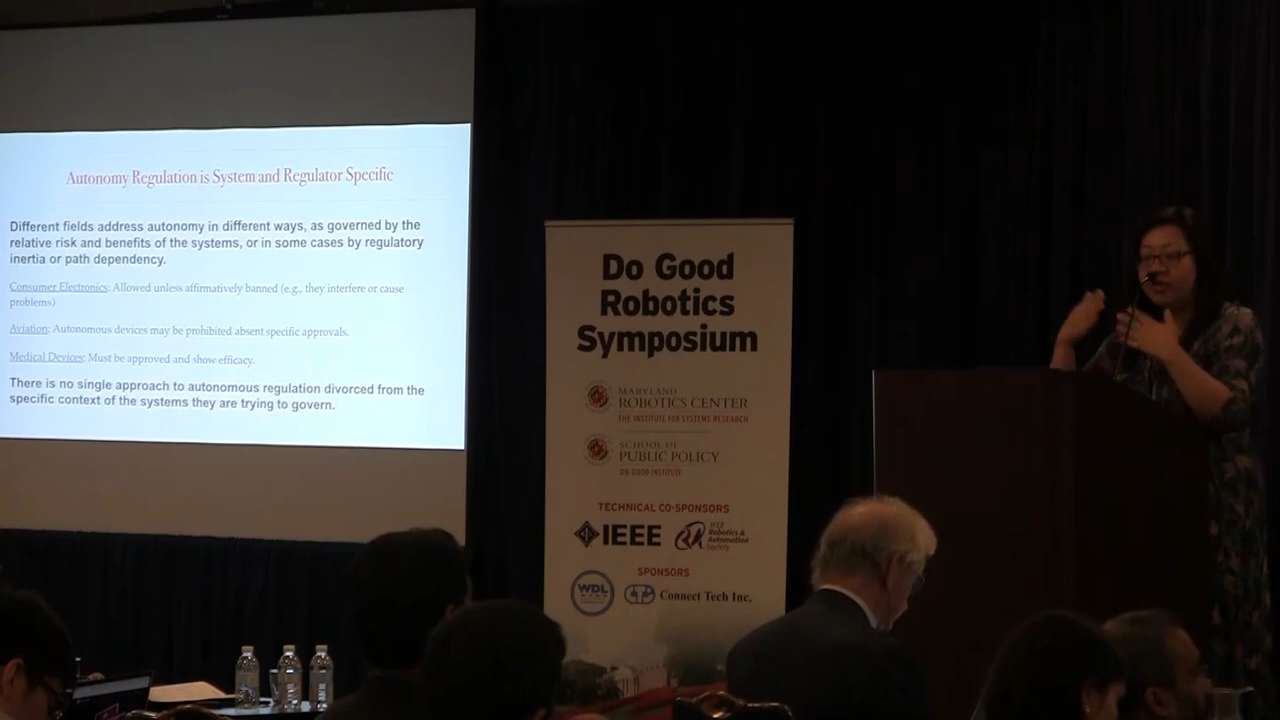 Autonomy Regulation is System and Regulator Specific
Different fields address autonomy in different ways, as governed by the
relative risk and benefits of the systems, or in some cases by regulatory
inertia or path dependency.
Consumer Electronics: Allowed unless affirmatively banned (e.g., they interfere or cause
problems)
Aviation: Autonomous devices may be prohibited absent specific approvals.
Medical Devices: Must be approved and show efficacy.
There is no single approach to autonomous regulation divorced from the
specific context of the systems they are trying to govern.
Do Good
Robotics
Symposium
MARYLAND
ROBOTICS CENTER
THE INSTITUTE FOR SYSTEMS RESEARCH
SCHOOL OF
PUBLIC POLICY
DO GOOD INSTITUTE
TECHNICAL CO-SPONSORS
IEEE
IEEE
Robotics &
Automation
Society
SPONSORS
WDL
Connect Tech Inc.